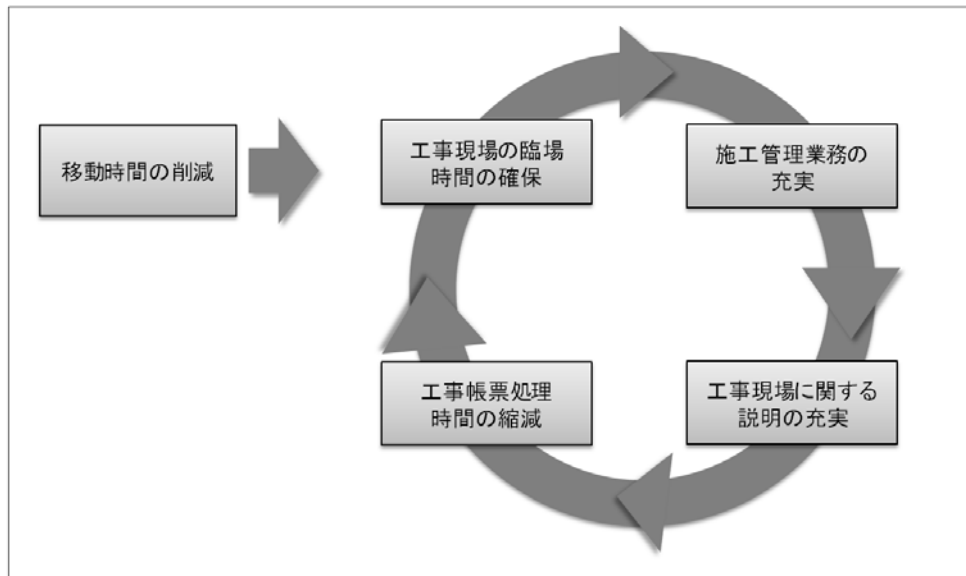 移動時間の削減
工事現場の臨場
時間の確保
施工管理業務の
充実
工事現場に関する
説明の充実
工事帳票処理
時間の縮減